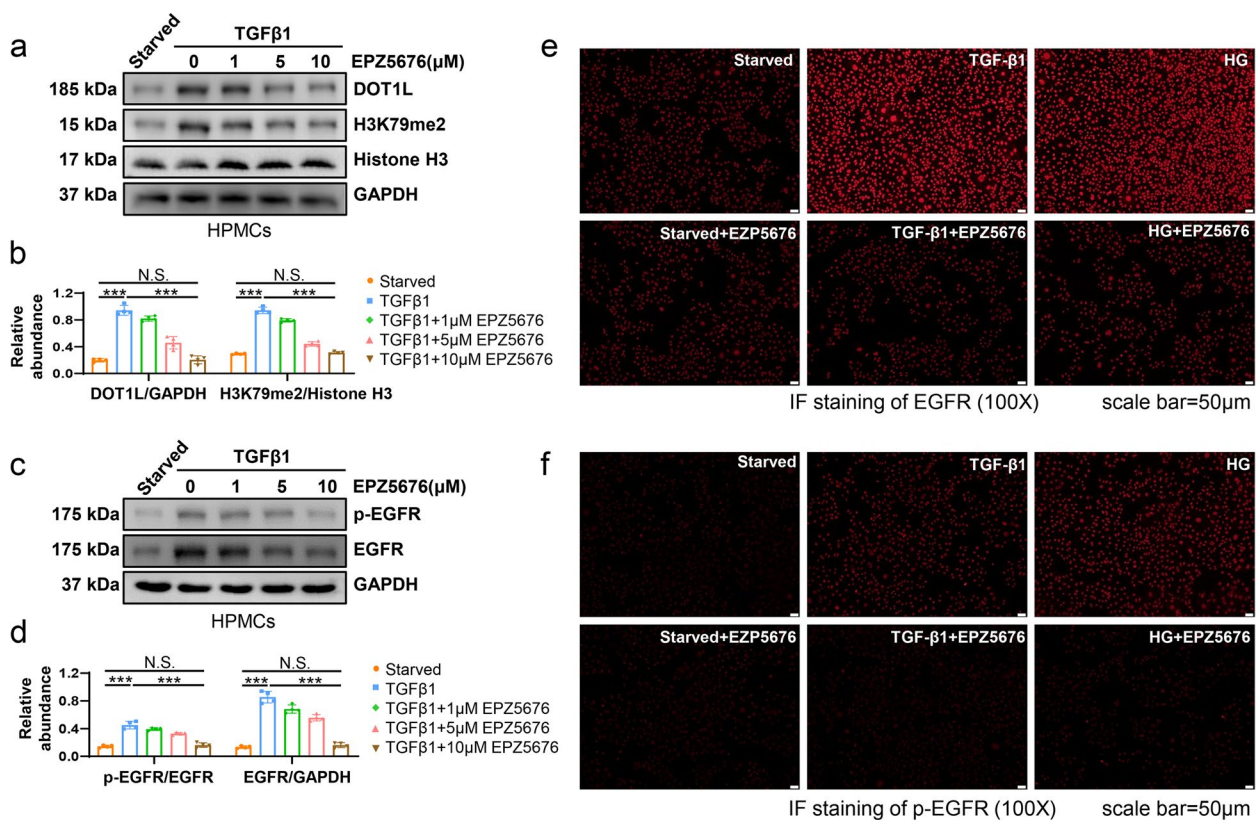 a
Starved
TGFβ1
0 1 5 10 EPZ5676(μM)
185 kDa DOT1L
15 kDa H3K79me2
17 kDa Histone H3
37 kDa GAPDH
HPMCs
b
Relative
abundance
1.2
0.8
0.4
0.0
N.S.
*** ***
N.S.
*** ***
DOT1L/GAPDH H3K79me2/Histone H3
Starved
TGFβ1
TGFβ1+1μM EPZ5676
TGFβ1+5μM EPZ5676
TGFβ1+10μM EPZ5676
c
Starved
TGFβ1
0 1 5 10 EPZ5676(μM)
175 kDa p-EGFR
175 kDa EGFR
37 kDa GAPDH
HPMCs
d
Relative
abundance
1.2
0.8
0.4
0.0
N.S.
*** ***
N.S.
*** ***
p-EGFR/EGFR EGFR/GAPDH
Starved
TGFβ1
TGFβ1+1μM EPZ5676
TGFβ1+5μM EPZ5676
TGFβ1+10μM EPZ5676
e
Starved TGF-β1 HG
Starved+EZP5676 TGF-β1+EPZ5676 HG+EPZ5676
IF staining of EGFR (100X) scale bar=50μm
f
Starved TGF-β1 HG
Starved+EZP5676 TGF-β1+EPZ5676 HG+EPZ5676
IF staining of p-EGFR (100X) scale bar=50μm